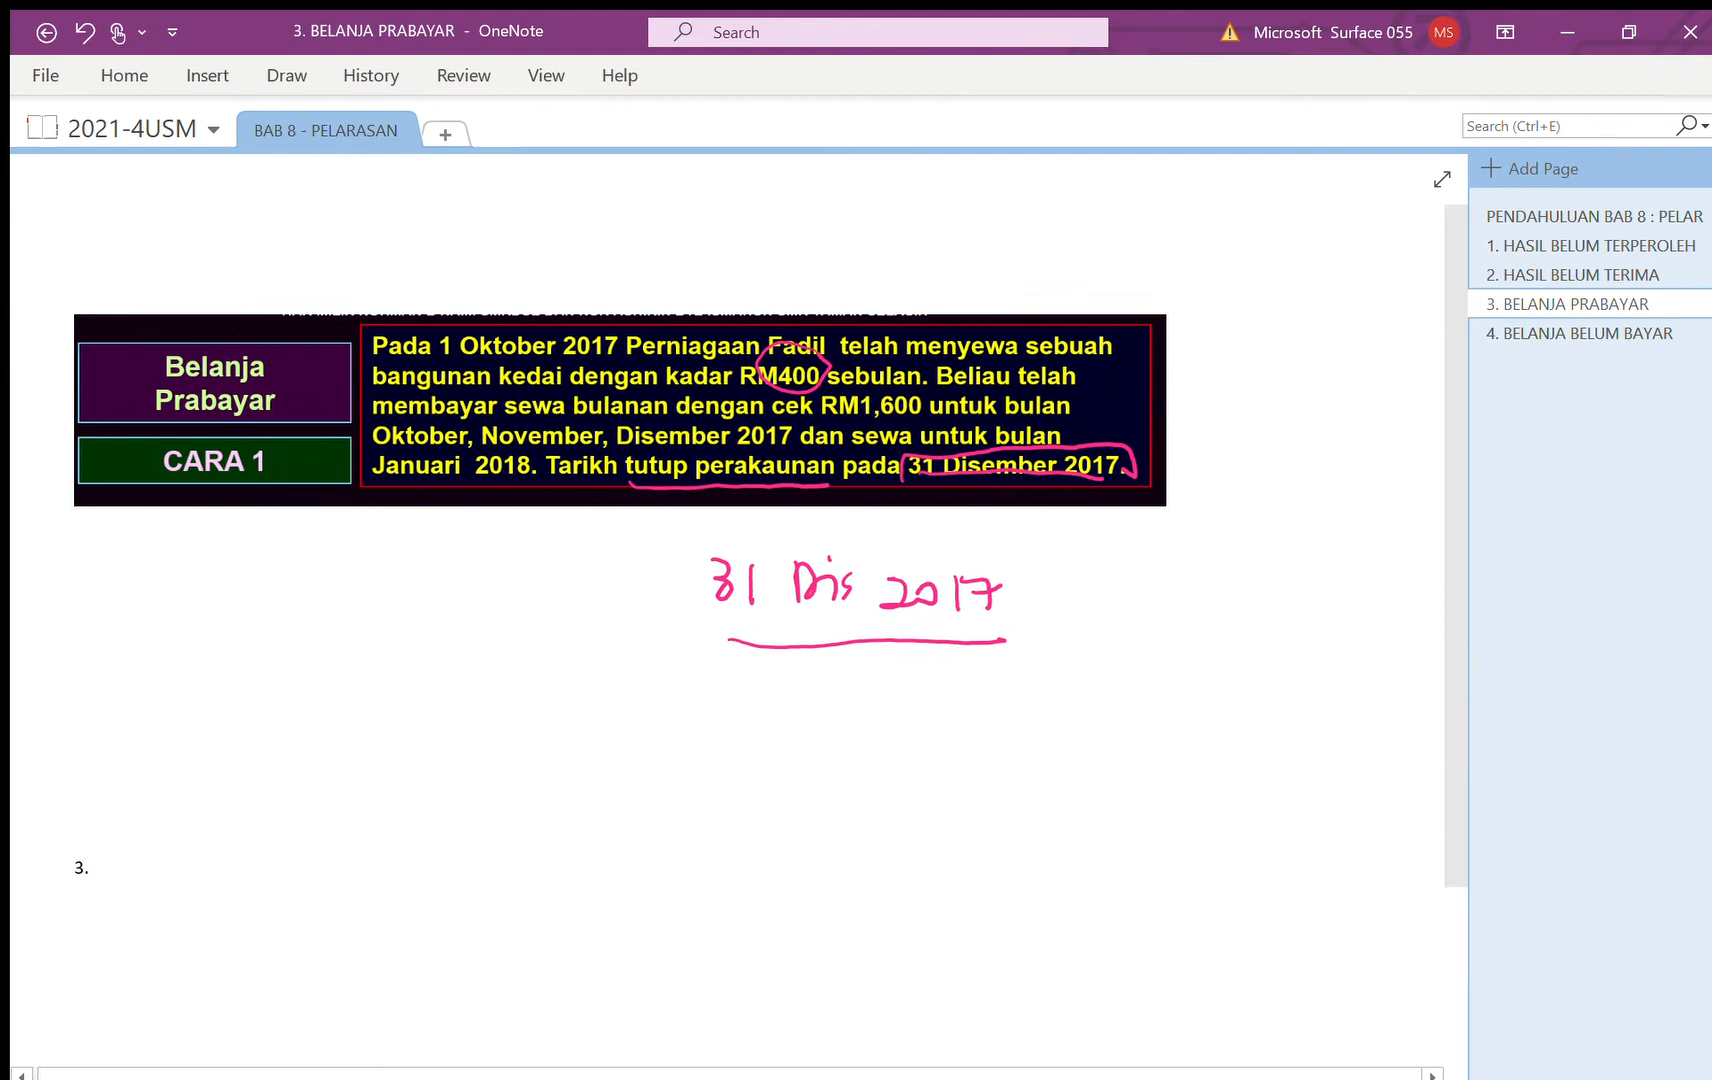 3. BELANJA PRABAYAR - OneNote
Search
Microsoft Surface 055
MS
File Home Insert Draw History Review View Help
2021-4USM
BAB 8 - PELARASAN
Search (Ctrl+E)
Add Page
PENDAHULUAN BAB 8 : PELAR
1. HASIL BELUM TERPEROLEH
2. HASIL BELUM TERIMA
3. BELANJA PRABAYAR
4. BELANJA BELUM BAYAR
Belanja
Prabayar
CARA 1
Pada 1 Oktober 2017 Perniagaan Fadil telah menyewa sebuah
bangunan kedai dengan kadar RM400 sebulan. Beliau telah
membayar sewa bulanan dengan cek RM1,600 untuk bulan
Oktober, November, Disember 2017 dan sewa untuk bulan
Januari 2018. Tarikh tutup perakaunan pada 31 Disember 2017.
31 Dis 2017
3.